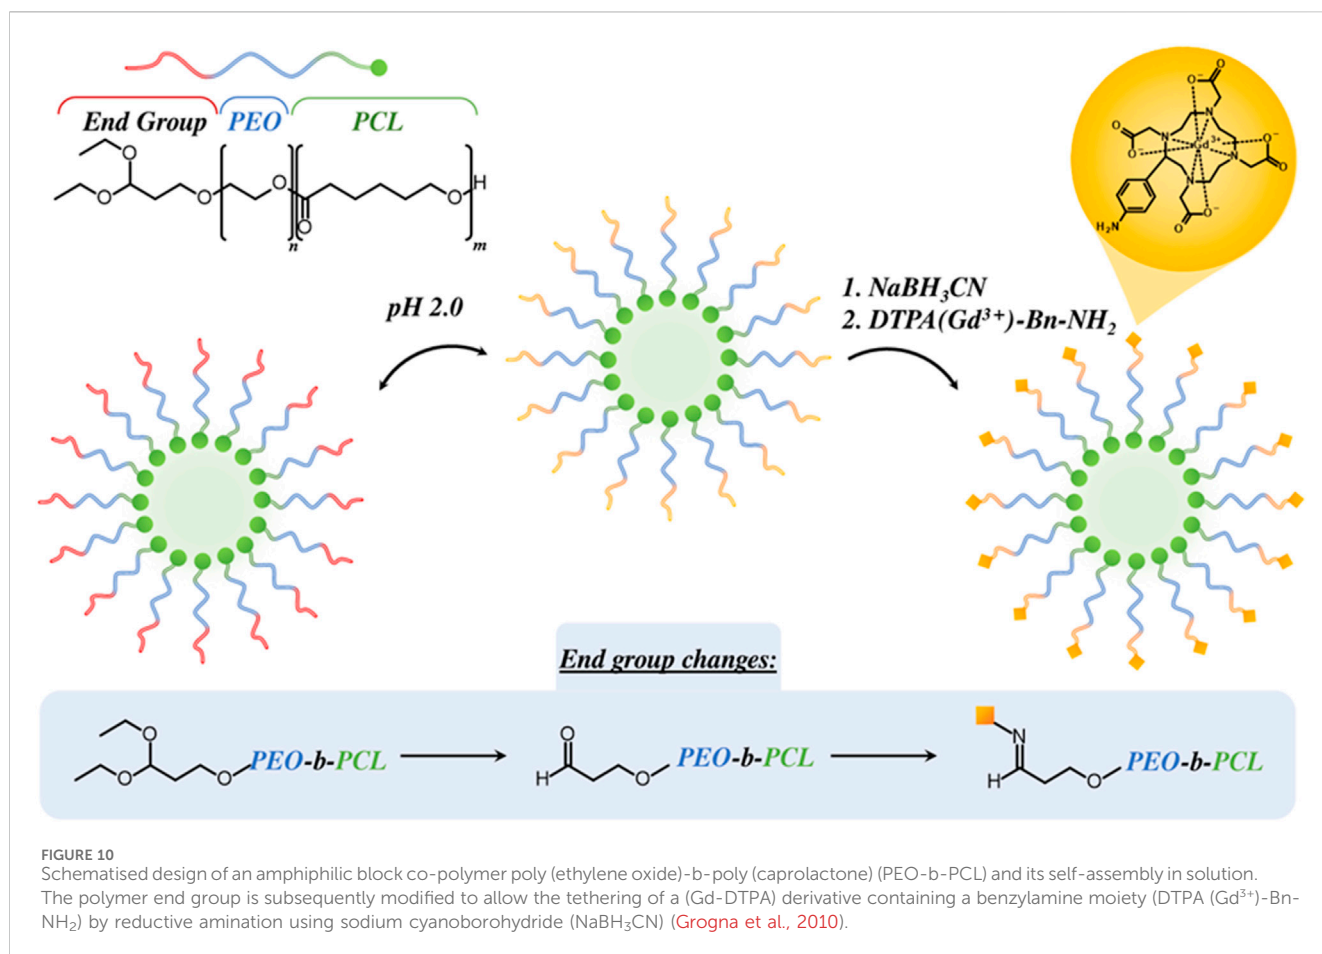 End Group PEO PCL
O
O
O
O
O
O
O
H
n
m
pH 2.0
1. NaBH₃CN
2. DTPA(Gd³⁺)-Bn-NH₂
O
O⁻
O
O⁻
N
N
Gd³⁺
N
N
O⁻
O
O⁻
O
H₂N
End group changes:
O
O
O
PEO-b-PCL
O
H
O
PEO-b-PCL
N
H
O
PEO-b-PCL
FIGURE 10
Schematised design of an amphiphilic block co-polymer poly (ethylene oxide)-b-poly (caprolactone) (PEO-b-PCL) and its self-assembly in solution.
The polymer end group is subsequently modified to allow the tethering of a (Gd-DTPA) derivative containing a benzylamine moiety (DTPA (Gd³⁺)-Bn-
NH₂) by reductive amination using sodium cyanoborohydride (NaBH₃CN) (Grogna et al., 2010).